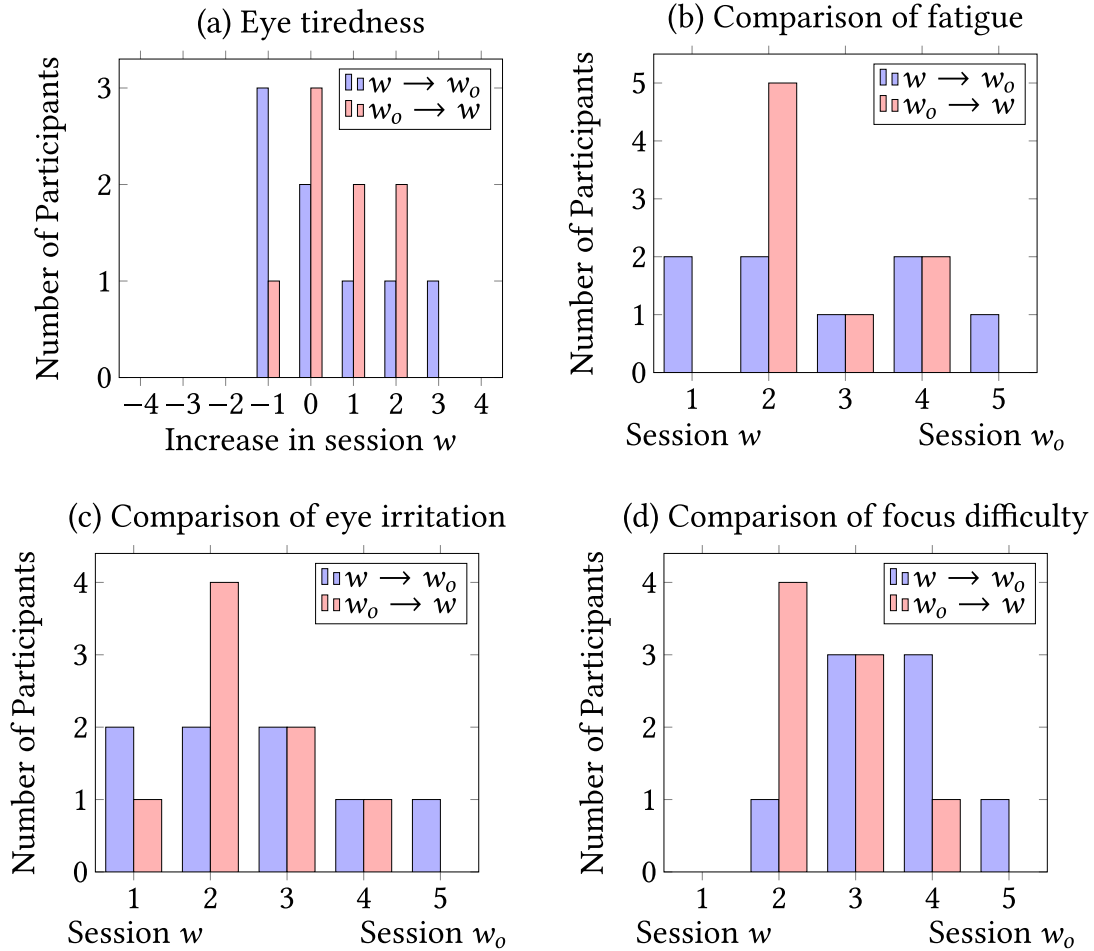 (a) Eye tiredness
Number of Participants
3
2
1
0
w → wₒ
wₒ → w
−4 −3 −2 −1 0 1 2 3 4
Increase in session w
(b) Comparison of fatigue
Number of Participants
5
4
3
2
1
0
w → wₒ
wₒ → w
1 2 3 4 5
Session w Session wₒ
(c) Comparison of eye irritation
Number of Participants
4
3
2
1
0
w → wₒ
wₒ → w
1 2 3 4 5
Session w Session wₒ
(d) Comparison of focus difficulty
Number of Participants
4
3
2
1
0
w → wₒ
wₒ → w
1 2 3 4 5
Session w Session wₒ